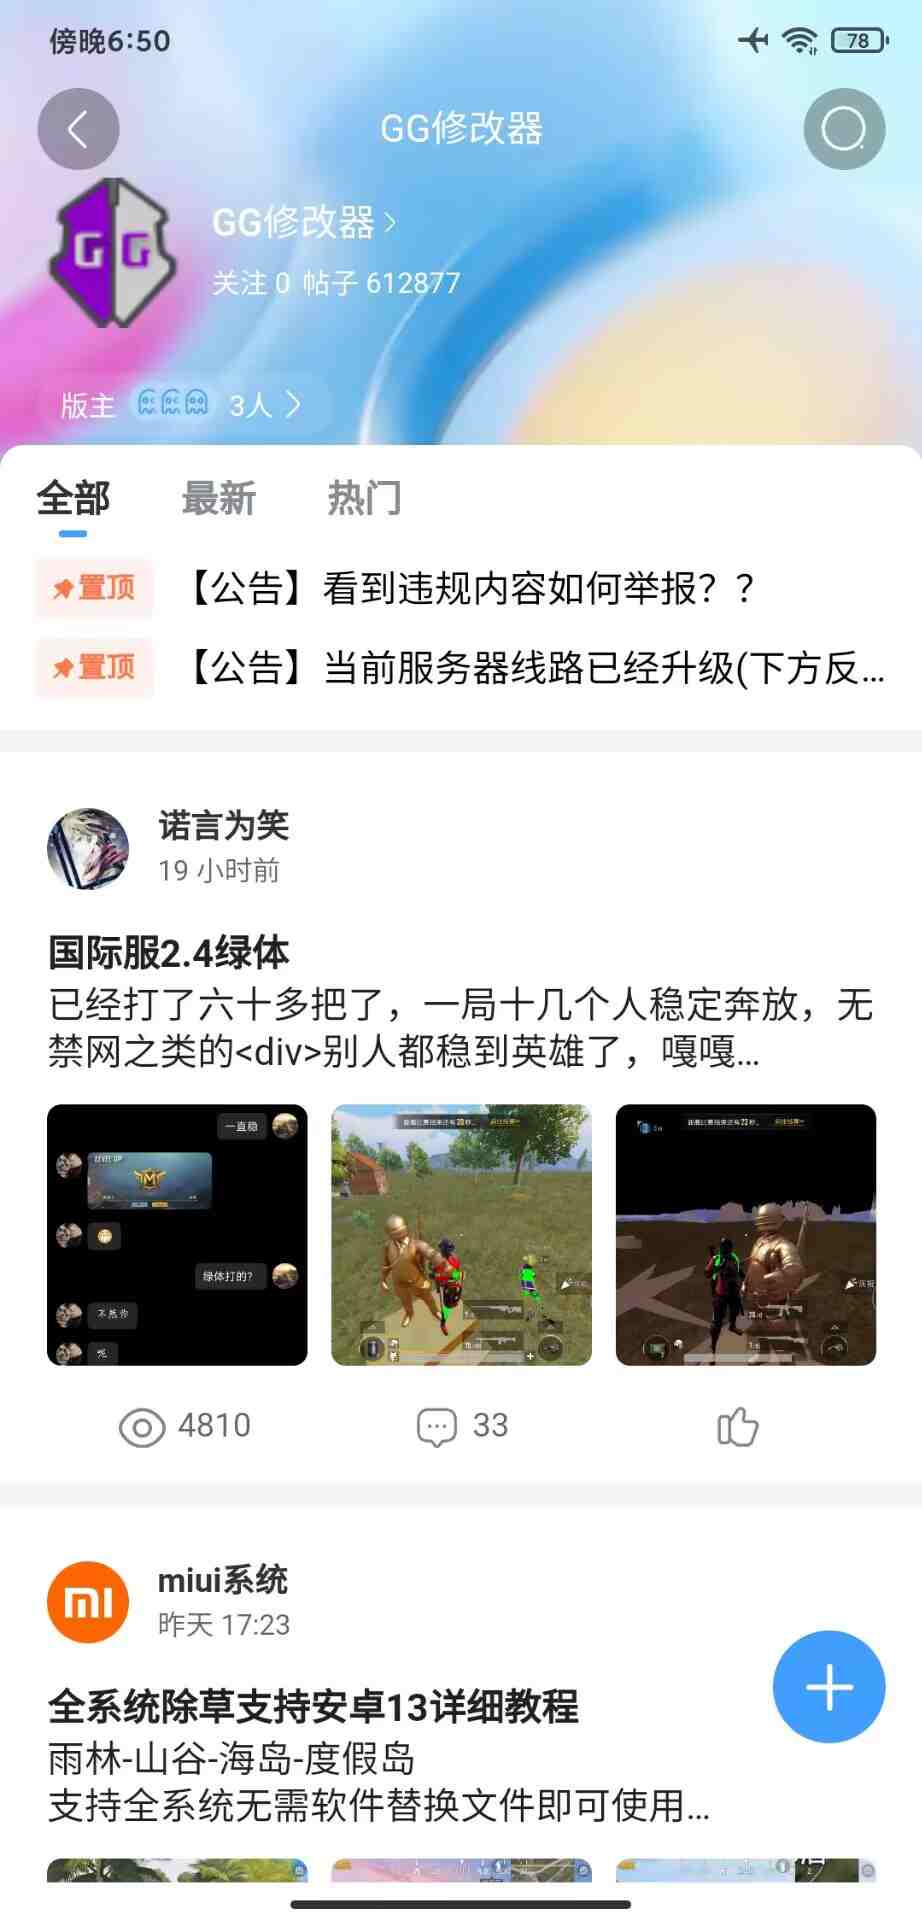 傍晚6:50
78
GG修改器
GG修改器
关注 0 帖子 612877
版主
3人
全部
最新
热门
置顶
【公告】看到违规内容如何举报？？
置顶
【公告】当前服务器线路已经升级(下方反...
诺言为笑
19 小时前
国际服2.4绿体
已经打了六十多把了，一局十几个人稳定奔放，无
禁网之类的<div>别人都稳到英雄了，嘎嘎...
一直稳
LEVEL UP
绿体打的?
不然你
呃
4810
33
mi
miui系统
昨天 17:23
全系统除草支持安卓13详细教程
雨林-山谷-海岛-度假岛
支持全系统无需软件替换文件即可使用...